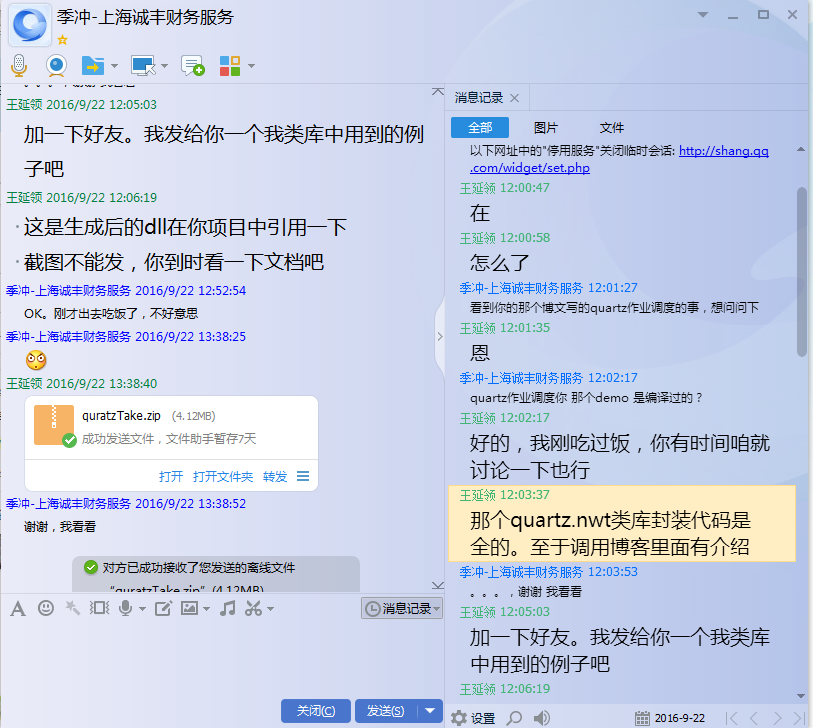 季冲-上海诚丰财务服务
王延领 2016/9/22 12:05:03
加一下好友。我发给你一个我类库中用到的例
子吧
王延领 2016/9/22 12:06:19
这是生成后的dll在你项目中引用一下
截图不能发，你到时看一下文档吧
季冲-上海诚丰财务服务 2016/9/22 12:52:54
OK。刚才出去吃饭了，不好意思
季冲-上海诚丰财务服务 2016/9/22 13:38:25
王延领 2016/9/22 13:38:40
quratzTake.zip (4.12MB)
成功发送文件，文件助手暂存7天
打开 打开文件夹 转发
季冲-上海诚丰财务服务 2016/9/22 13:38:52
谢谢，我看看
对方已成功接收了您发送的离线文件
“quratzTake.zip”(4.12MB)
消息记录
关闭(C) 发送(S)
消息记录
全部 图片 文件
以下网址中的"停用服务"关闭临时会话: http://shang.qq
.com/widget/set.php
王延领 12:00:47
在
王延领 12:00:58
怎么了
季冲-上海诚丰财务服务 12:01:27
看到你的那个博文写的quartz作业调度的事，想问问下
王延领 12:01:35
恩
季冲-上海诚丰财务服务 12:02:17
quartz作业调度你 那个demo 是编译过的？
王延领 12:02:17
好的，我刚吃过饭，你有时间咱就
讨论一下也行
王延领 12:03:37
那个quartz.nwt类库封装代码是
全的。至于调用博客里面有介绍
季冲-上海诚丰财务服务 12:03:53
。。。，谢谢 我看看
王延领 12:05:03
加一下好友。我发给你一个我类库
中用到的例子吧
王延领 12:06:19
设置
2016-9-22